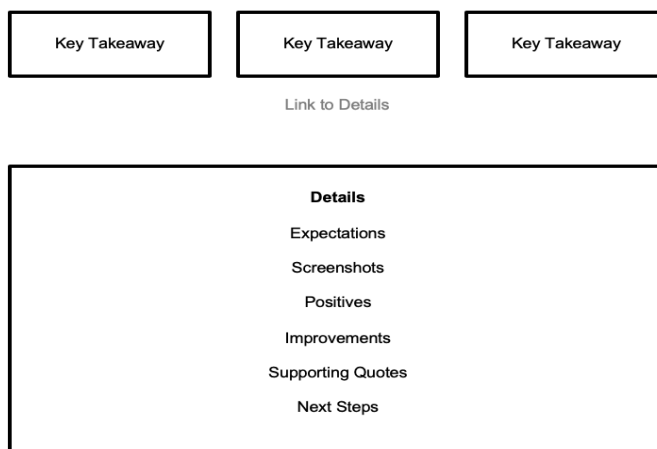 Key Takeaway Key Takeaway Key Takeaway
Link to Details
Details
Expectations
Screenshots
Positives
Improvements
Supporting Quotes
Next Steps